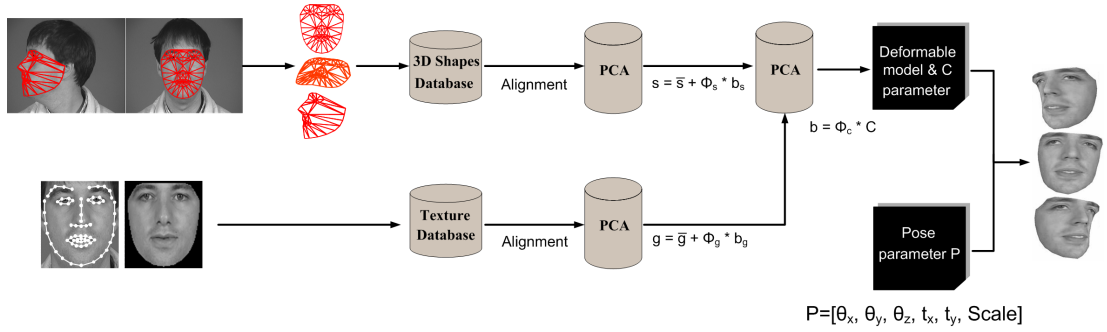 3D Shapes
Database
Alignment
PCA
s = s̅ + Φs * bs
PCA
b = Φc * C
Deformable
model & C
parameter
Texture
Database
Alignment
PCA
g = g̅ + Φg * bg
Pose
parameter P
P=[θx, θy, θz, tx, ty, Scale]